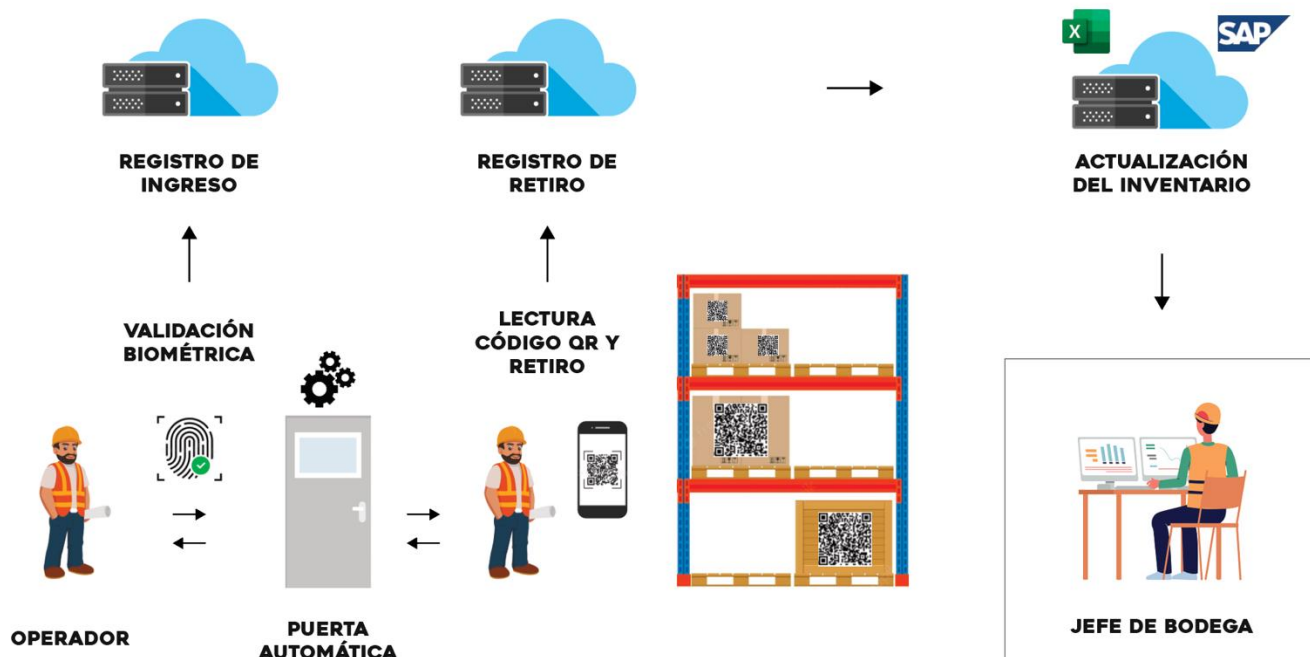 X
SAP
REGISTRO DE
INGRESO
REGISTRO DE
RETIRO
ACTUALIZACIÓN
DEL INVENTARIO
VALIDACIÓN
BIOMÉTRICA
LECTURA
CÓDIGO QR Y
RETIRO
OPERADOR
PUERTA
AUTOMÁTICA
JEFE DE BODEGA